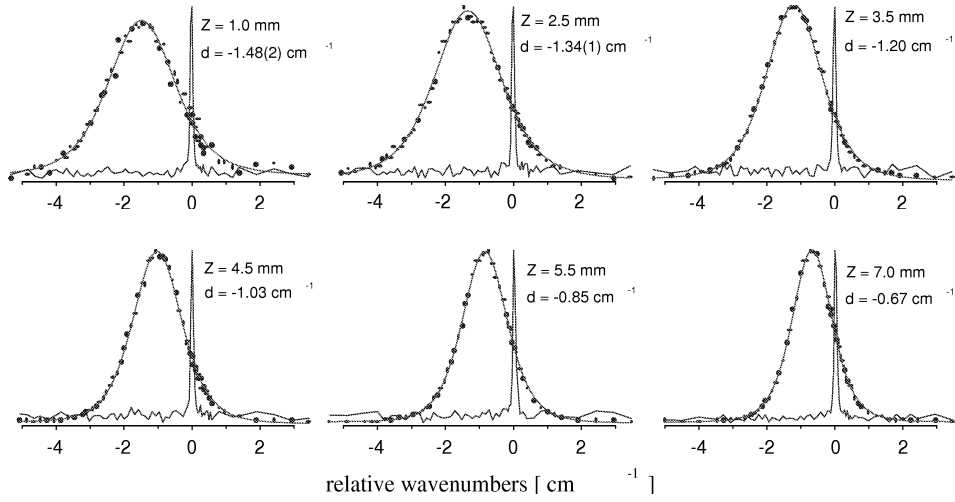 Z = 1.0 mm
d = -1.48(2) cm -1
Z = 2.5 mm
d = -1.34(1) cm -1
Z = 3.5 mm
d = -1.20 cm -1
-4 -2 0 2
-4 -2 0 2
-4 -2 0 2
Z = 4.5 mm
d = -1.03 cm -1
Z = 5.5 mm
d = -0.85 cm -1
Z = 7.0 mm
d = -0.67 cm -1
-4 -2 0 2
-4 -2 0 2
-4 -2 0 2
relative wavenumbers [ cm -1 ]